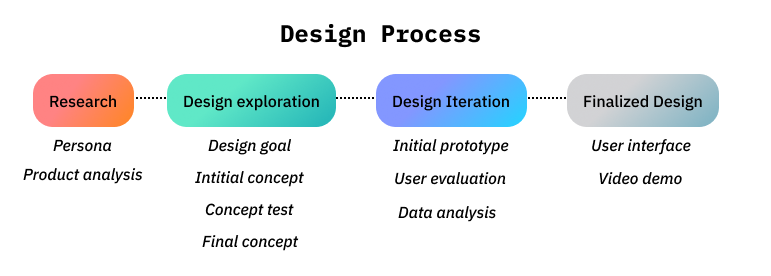 Design Process
Research
Design exploration
Design Iteration
Finalized Design
Persona
Product analysis
Design goal
Intitial concept
Concept test
Final concept
Initial prototype
User evaluation
Data analysis
User interface
Video demo